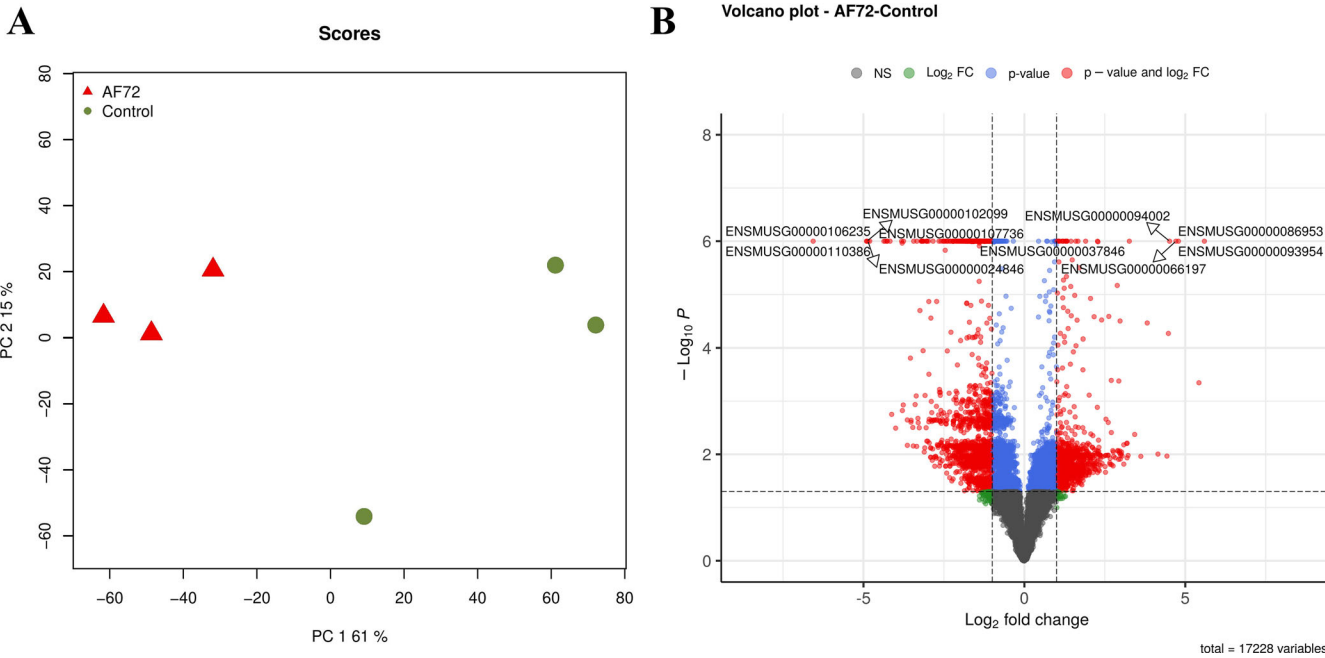 A
Scores
AF72
Control
80
60
40
20
0
−20
−40
−60
PC 2 15 %
−60 −40 −20 0 20 40 60 80
PC 1 61 %
B
Volcano plot - AF72-Control
NS Log2 FC p-value p − value and log2 FC
8
6
4
2
0
− Log10 P
ENSMUSG00000102099
ENSMUSG00000094002
ENSMUSG00000106235
ENSMUSG00000107736
ENSMUSG00000086953
ENSMUSG00000110386
ENSMUSG00000037846
ENSMUSG00000093954
ENSMUSG00000024846
ENSMUSG00000066197
-5 0 5
Log2 fold change
total = 17228 variables